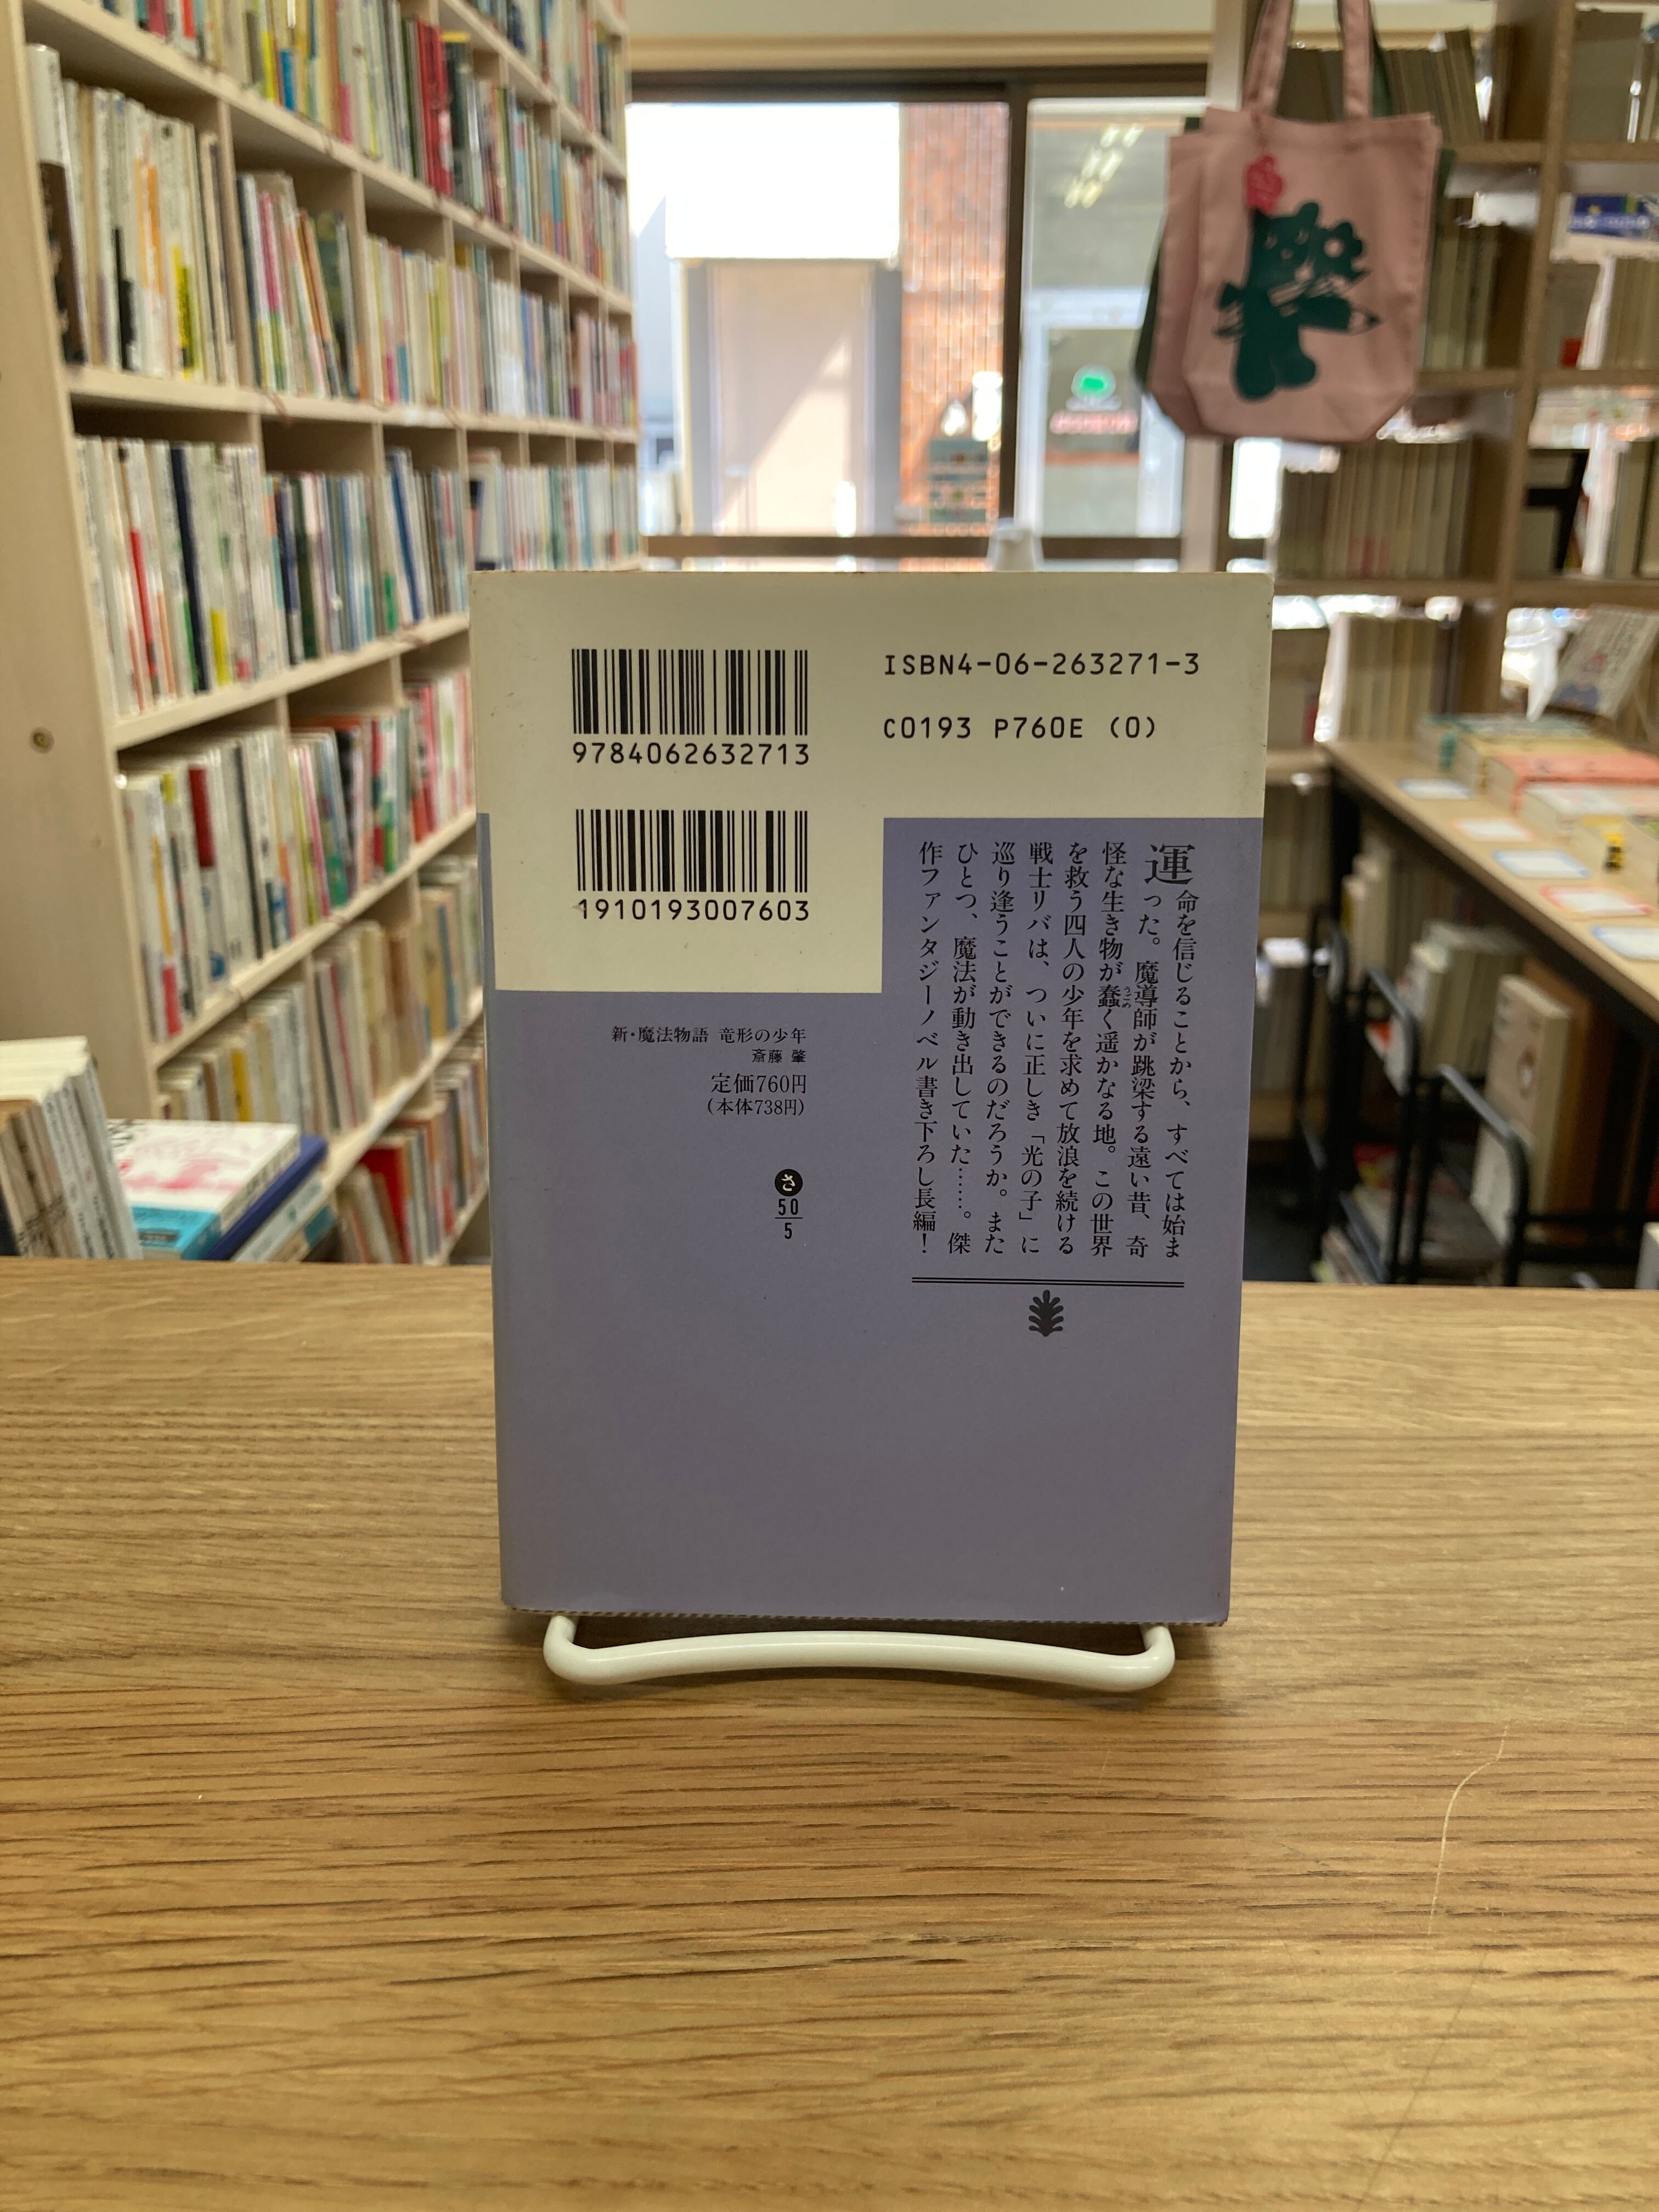 ISBN4-06-263271-3
C0193 P760E (0)
9784062632713
1910193007603
運命を信じることから、すべては始ま
った。魔導師が跳梁する遠い昔、奇
怪な生き物が蠢く遥かなる地。この世界
うごめ
を救う四人の少年を求めて放浪を続ける
戦士リバは、ついに正しき「光の子」に
巡り逢うことができるのだろうか。また
ひとつ、魔法が動き出していた……。傑
作ファンタジーノベル書き下ろし長編!
新・魔法物語 竜形の少年
斎藤 肇
定価760円
(本体738円)
さ
50
5